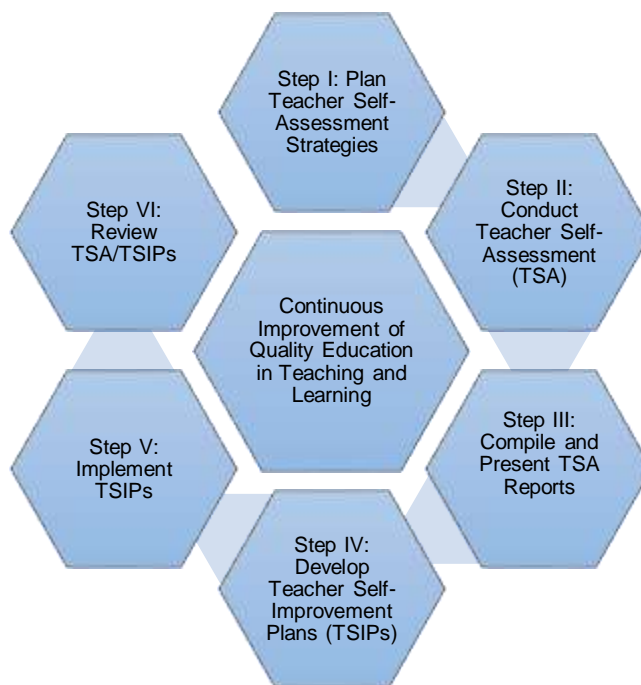 Step I: Plan
Teacher Self-
Assessment
Strategies
Step II:
Conduct
Teacher Self-
Assessment
(TSA)
Step III:
Compile and
Present TSA
Reports
Step IV:
Develop
Teacher Self-
Improvement
Plans (TSIPs)
Step V:
Implement
TSIPs
Step VI:
Review
TSA/TSIPs
Continuous
Improvement of
Quality Education
in Teaching and
Learning